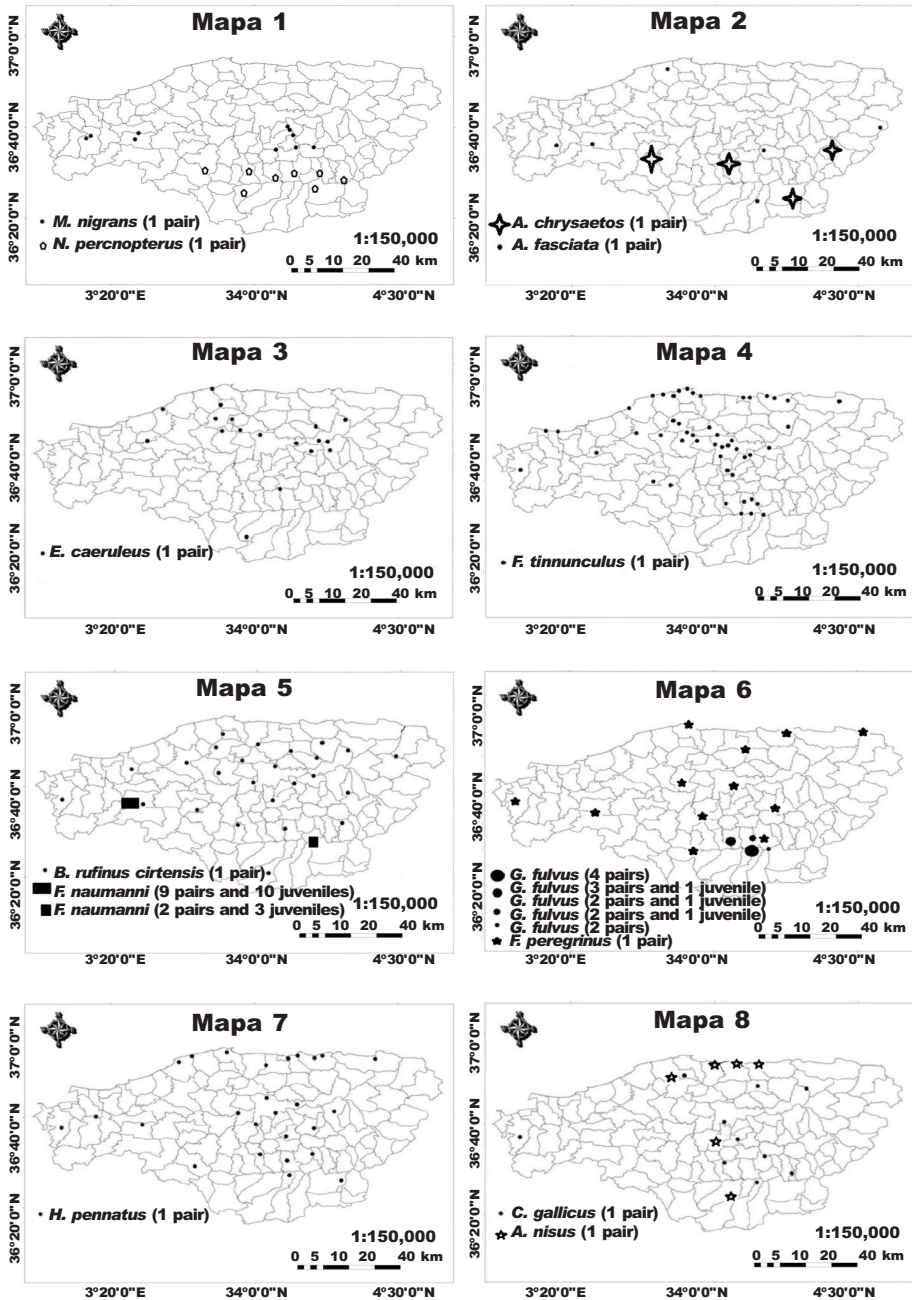 Mapa 1
37°0'0"N
36°40'0"N
36°20'0"N
M. nigrans (1 pair)
N. percnopterus (1 pair)
1:150,000
0 5 10 20 40 km
3°20'0"E 34°0'0"N 4°30'0"N
Mapa 2
37°0'0"N
36°40'0"N
36°20'0"N
A. chrysaetos (1 pair)
A. fasciata (1 pair)
1:150,000
0 5 10 20 40 km
3°20'0"E 34°0'0"N 4°30'0"N
Mapa 3
37°0'0"N
36°40'0"N
36°20'0"N
E. caeruleus (1 pair)
1:150,000
0 5 10 20 40 km
3°20'0"E 34°0'0"N 4°30'0"N
Mapa 4
37°0'0"N
36°40'0"N
36°20'0"N
F. tinnunculus (1 pair)
1:150,000
0 5 10 20 40 km
3°20'0"E 34°0'0"N 4°30'0"N
Mapa 5
37°0'0"N
36°40'0"N
36°20'0"N
B. rufinus cirtensis (1 pair)
F. naumanni (9 pairs and 10 juveniles)
F. naumanni (2 pairs and 3 juveniles)
1:150,000
0 5 10 20 40 km
3°20'0"E 34°0'0"N 4°30'0"N
Mapa 6
37°0'0"N
36°40'0"N
36°20'0"N
G. fulvus (4 pairs)
G. fulvus (3 pairs and 1 juvenile)
G. fulvus (2 pairs and 1 juvenile)
G. fulvus (2 pairs and 1 juvenile)
G. fulvus (2 pairs)
F. peregrinus (1 pair)
1:150,000
0 5 10 20 40 km
3°20'0"E 34°0'0"N 4°30'0"N
Mapa 7
37°0'0"N
36°40'0"N
36°20'0"N
H. pennatus (1 pair)
1:150,000
0 5 10 20 40 km
3°20'0"E 34°0'0"N 4°30'0"N
Mapa 8
37°0'0"N
36°40'0"N
36°20'0"N
C. gallicus (1 pair)
A. nisus (1 pair)
1:150,000
0 5 10 20 40 km
3°20'0"E 34°0'0"N 4°30'0"N